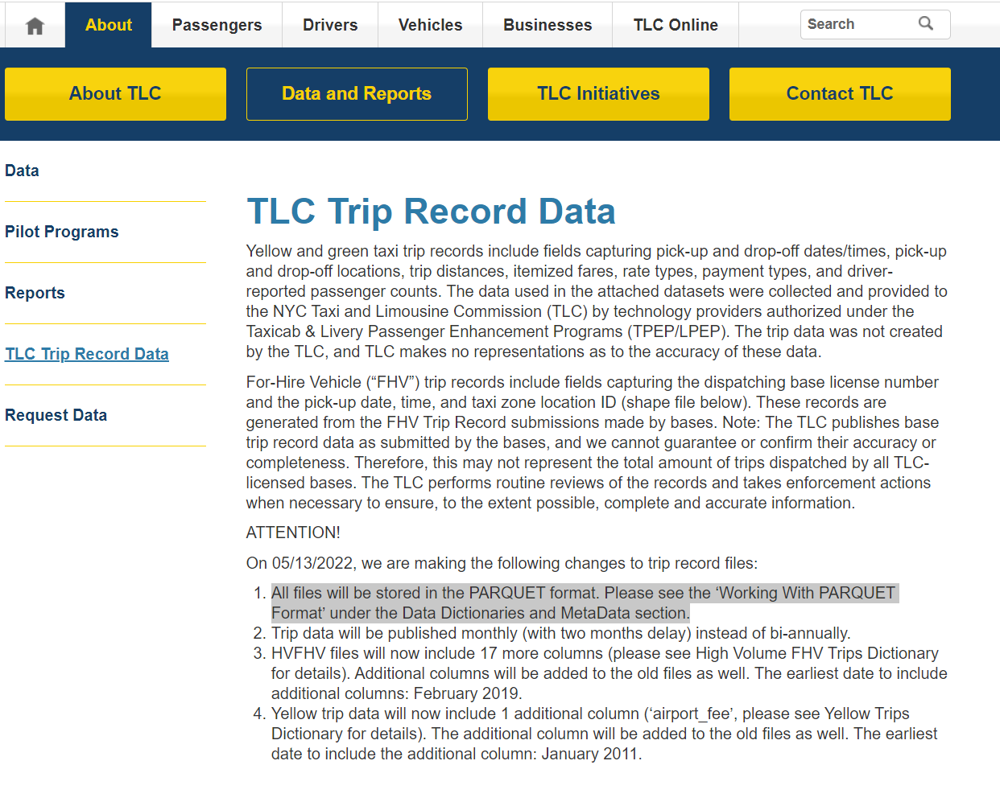 About
Passengers
Drivers
Vehicles
Businesses
TLC Online
Search
About TLC
Data and Reports
TLC Initiatives
Contact TLC
Data
Pilot Programs
Reports
TLC Trip Record Data
Request Data
TLC Trip Record Data
Yellow and green taxi trip records include fields capturing pick-up and drop-off dates/times, pick-up
and drop-off locations, trip distances, itemized fares, rate types, payment types, and driver-
reported passenger counts. The data used in the attached datasets were collected and provided to
the NYC Taxi and Limousine Commission (TLC) by technology providers authorized under the
Taxicab & Livery Passenger Enhancement Programs (TPEP/LPEP). The trip data was not created
by the TLC, and TLC makes no representations as to the accuracy of these data.
For-Hire Vehicle (“FHV”) trip records include fields capturing the dispatching base license number
and the pick-up date, time, and taxi zone location ID (shape file below). These records are
generated from the FHV Trip Record submissions made by bases. Note: The TLC publishes base
trip record data as submitted by the bases, and we cannot guarantee or confirm their accuracy or
completeness. Therefore, this may not represent the total amount of trips dispatched by all TLC-
licensed bases. The TLC performs routine reviews of the records and takes enforcement actions
when necessary to ensure, to the extent possible, complete and accurate information.
ATTENTION!
On 05/13/2022, we are making the following changes to trip record files:
1. All files will be stored in the PARQUET format. Please see the ‘Working With PARQUET
Format’ under the Data Dictionaries and MetaData section.
2. Trip data will be published monthly (with two months delay) instead of bi-annually.
3. HVFHV files will now include 17 more columns (please see High Volume FHV Trips Dictionary
for details). Additional columns will be added to the old files as well. The earliest date to include
additional columns: February 2019.
4. Yellow trip data will now include 1 additional column (‘airport_fee’, please see Yellow Trips
Dictionary for details). The additional column will be added to the old files as well. The earliest
date to include the additional column: January 2011.